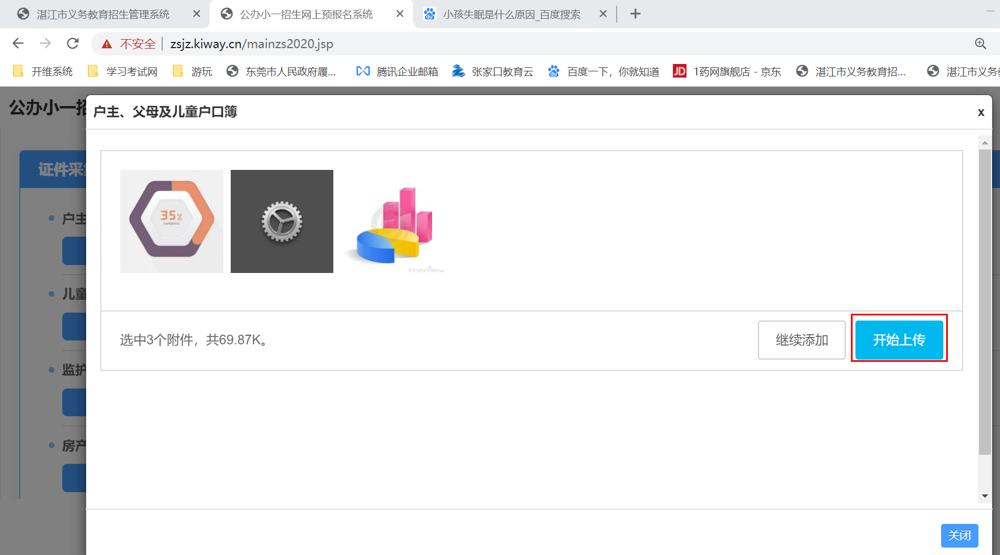 湛江市义务教育招生管理系统
公办小一招生网上预报名系统
小孩失眠是什么原因_百度搜索
不安全
zsjz.kiway.cn/mainzs2020.jsp
开维系统
学习考试网
游玩
东莞市人民政府履...
腾讯企业邮箱
张家口教育云
百度一下，你就知道
JD
1药网旗舰店 - 京东
湛江市义务教育招...
湛江市义务
公办小一招
户主、父母及儿童户口簿
x
证件采
35%
complete
户主
儿童
监护
房产
dreamstime
选中3个附件，共69.87K。
继续添加
开始上传
关闭